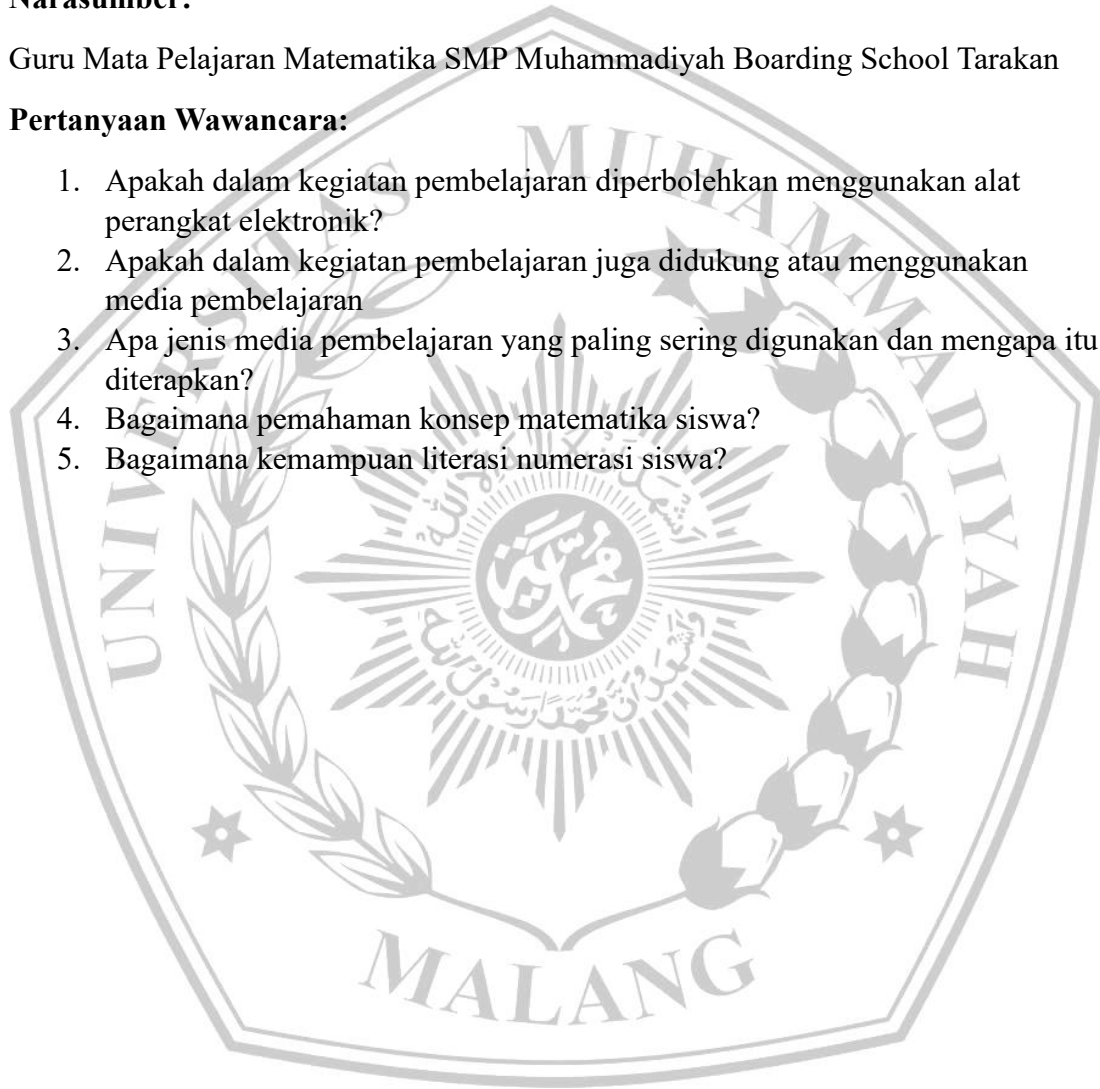 Narasumber:
Guru Mata Pelajaran Matematika SMP Muhammadiyah Boarding School Tarakan
Pertanyaan Wawancara:
1. Apakah dalam kegiatan pembelajaran diperbolehkan menggunakan alat
perangkat elektronik?
2. Apakah dalam kegiatan pembelajaran juga didukung atau menggunakan
media pembelajaran
3. Apa jenis media pembelajaran yang paling sering digunakan dan mengapa itu
diterapkan?
4. Bagaimana pemahaman konsep matematika siswa?
5. Bagaimana kemampuan literasi numerasi siswa?
UNIVERSITAS MUHAMMADIYAH
MALANG